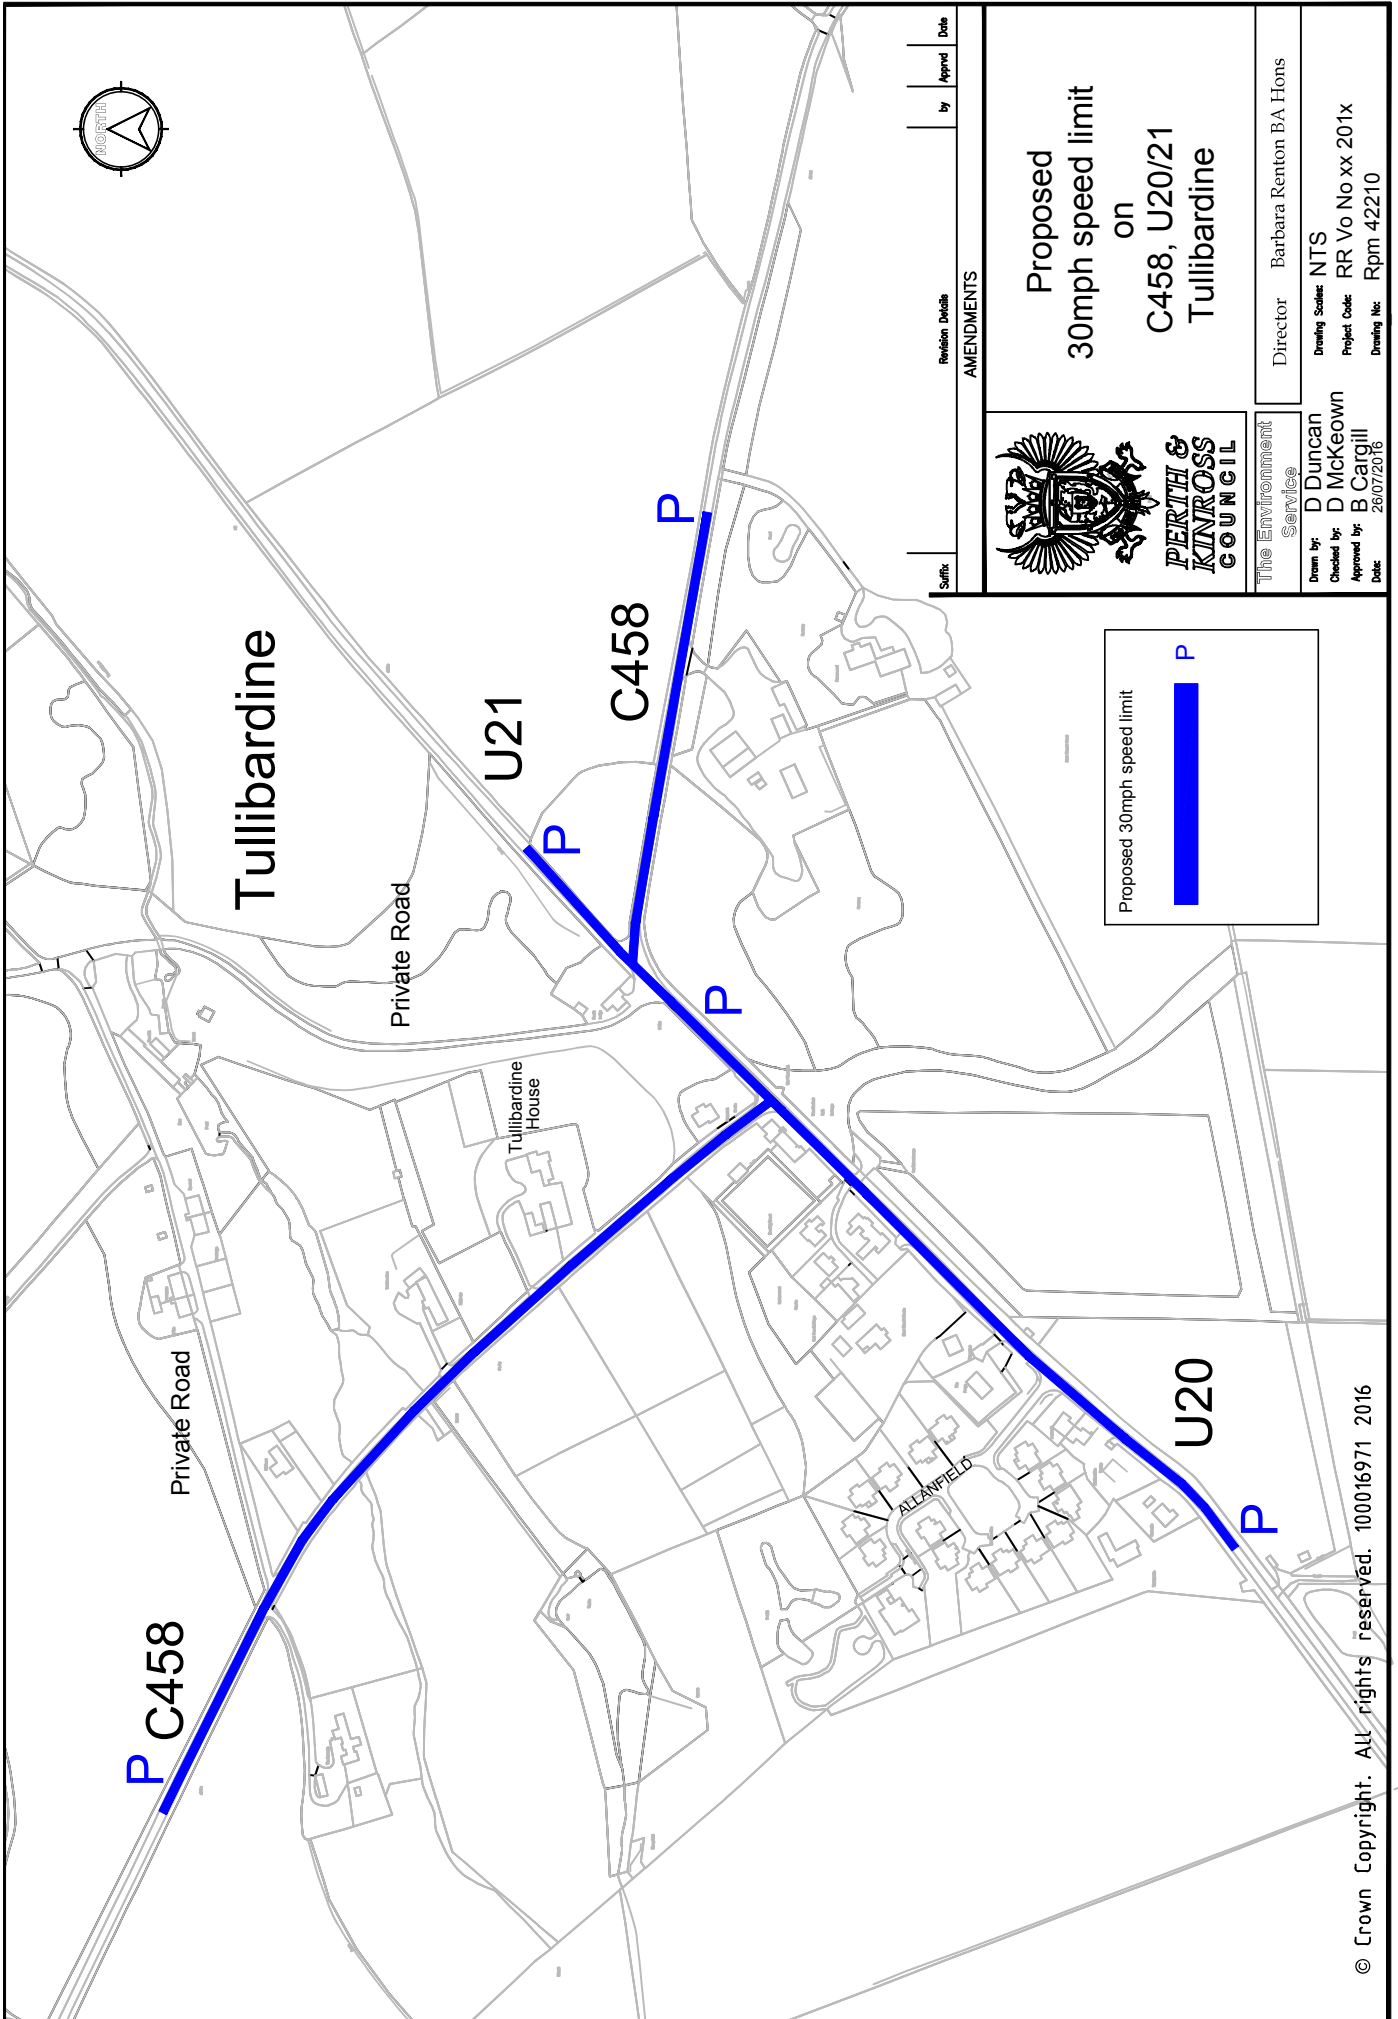 NORTH
Tullibardine
C458
P
Private Road
Private Road
Tullibardine
House
U21
P
C458
P
P
ALLANFIELD
U20
P
Proposed 30mph speed limit
P
Suffix
Revision Details
by
Apprvd
Date
AMENDMENTS
PERTH &
KINROSS
COUNCIL
Proposed
30mph speed limit
on
C458, U20/21
Tullibardine
The Environment
Service
Director
Barbara Renton BA Hons
Drawn by: D Duncan
Checked by: D McKeown
Approved by: B Cargill
Date: 26/07/2016
Drawing Scales: NTS
Project Code: RR Vo No xx 201x
Drawing No: Rpm 42210
© Crown Copyright. All rights reserved. 100016971 2016